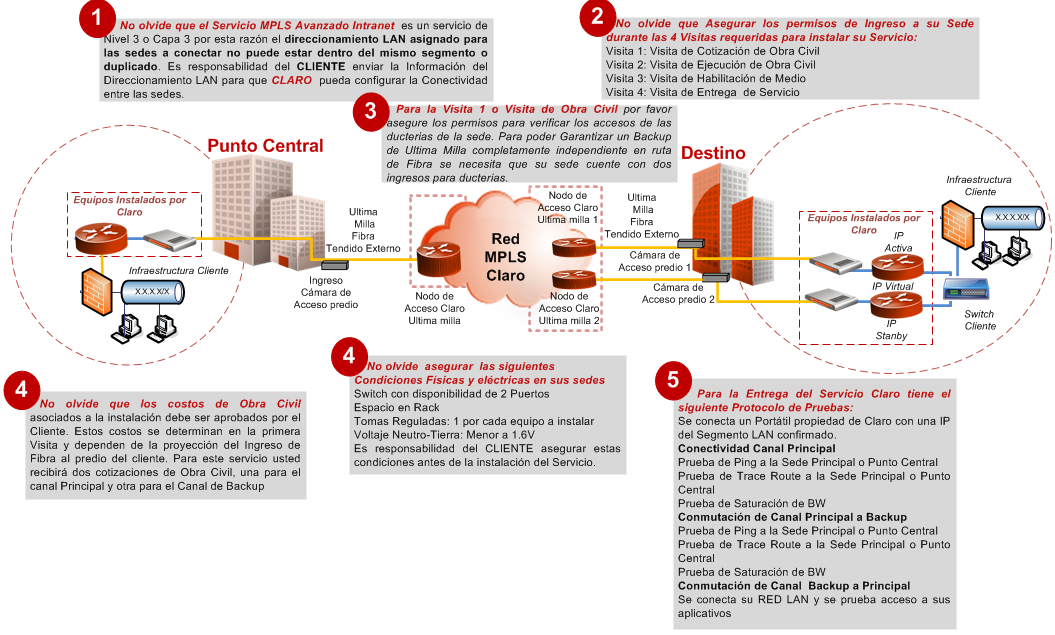 1
No olvide que el Servicio MPLS Avanzado Intranet es un servicio de
Nivel 3 o Capa 3 por esta razón el direccionamiento LAN asignado para
las sedes a conectar no puede estar dentro del mismo segmento o
duplicado. Es responsabilidad del CLIENTE enviar la Información del
Direccionamiento LAN para que CLARO pueda configurar la Conectividad
entre las sedes.
2
No olvide que Asegurar los permisos de Ingreso a su Sede
durante las 4 Visitas requeridas para instalar su Servicio:
Visita 1: Visita de Cotización de Obra Civil
Visita 2: Visita de Ejecución de Obra Civil
Visita 3: Visita de Habilitación de Medio
Visita 4: Visita de Entrega de Servicio
3
Para la Visita 1 o Visita de Obra Civil por favor
asegure los permisos para verificar los accesos de las
ducterias de la sede. Para poder Garantizar un Backup
de Ultima Milla completamente independiente en ruta
de Fibra se necesita que su sede cuente con dos
ingresos para ducterias.
Punto Central
Equipos Instalados por
Claro
Infraestructura Cliente
X.X.X.X/X
Ultima
Milla
Fibra
Tendido Externo
Ingreso
Cámara de
Acceso predio
Nodo de
Acceso Claro
Ultima milla
Red
MPLS
Claro
Nodo de
Acceso Claro
Ultima milla 1
Nodo de
Acceso Claro
Ultima milla 2
Ultima
Milla
Fibra
Tendido Externo
Cámara de
Acceso predio 1
Cámara de
Acceso predio 2
Destino
Equipos Instalados por
Claro
IP
Activa
IP Virtual
IP
Stanby
Infraestructura
Cliente
X.X.X.X/X
Switch
Cliente
4
No olvide que los costos de Obra Civil
asociados a la instalación debe ser aprobados por el
Cliente. Estos costos se determinan en la primera
Visita y dependen de la proyección del Ingreso de
Fibra al predio del cliente. Para este servicio usted
recibirá dos cotizaciones de Obra Civil, una para el
canal Principal y otra para el Canal de Backup
4
No olvide asegurar las siguientes
Condiciones Físicas y eléctricas en sus sedes
Switch con disponibilidad de 2 Puertos
Espacio en Rack
Tomas Reguladas: 1 por cada equipo a instalar
Voltaje Neutro-Tierra: Menor a 1.6V
Es responsabilidad del CLIENTE asegurar estas
condiciones antes de la instalación del Servicio.
5
Para la Entrega del Servicio Claro tiene el
siguiente Protocolo de Pruebas:
Se conecta un Portátil propiedad de Claro con una IP
del Segmento LAN confirmado.
Conectividad Canal Principal
Prueba de Ping a la Sede Principal o Punto Central
Prueba de Trace Route a la Sede Principal o Punto
Central
Prueba de Saturación de BW
Conmutación de Canal Principal a Backup
Prueba de Ping a la Sede Principal o Punto Central
Prueba de Trace Route a la Sede Principal o Punto
Central
Prueba de Saturación de BW
Conmutación de Canal Backup a Principal
Se conecta su RED LAN y se prueba acceso a sus
aplicativos